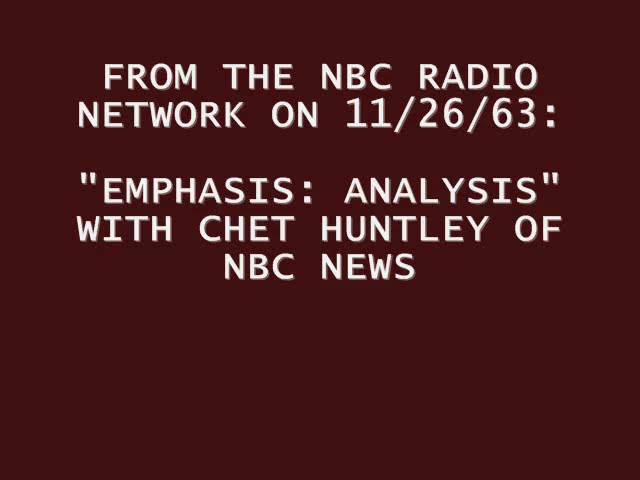 FROM THE NBC RADIO
NETWORK ON 11/26/63:
"EMPHASIS: ANALYSIS"
WITH CHET HUNTLEY OF
NBC NEWS